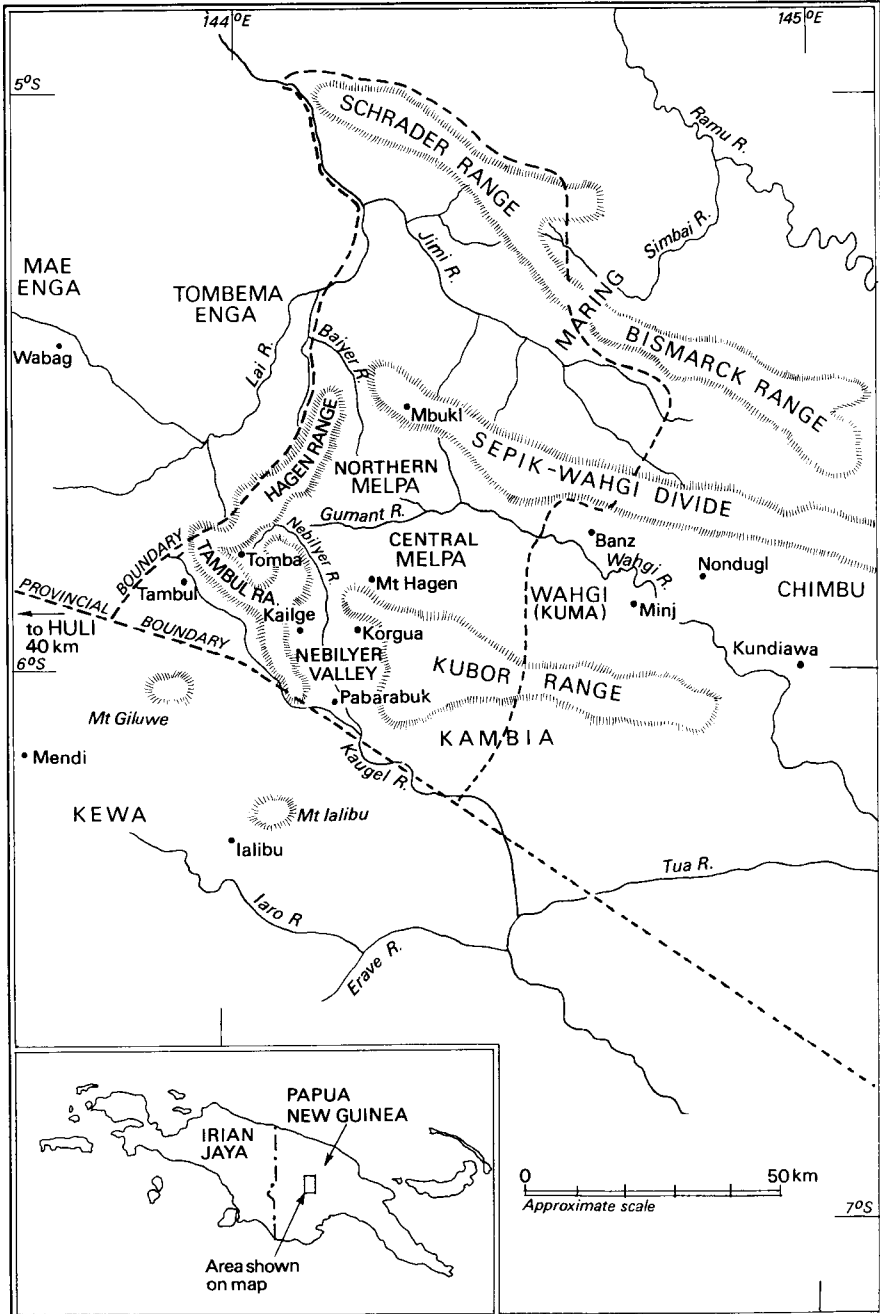 144°E
145°E
5°S
SCHRADER RANGE
Ramu R.
Simbai R.
Jimi R.
MAE
ENGA
TOMBEMA
ENGA
MARING
BISMARCK RANGE
Wabag
Lai R.
Baiyer R.
Mbukl
HAGEN RANGE
SEPIK-WAHGI DIVIDE
NORTHERN
MELPA
Gumant R.
Nebilyer R.
CENTRAL
MELPA
Banz
Wahgi R.
Nondugl
CHIMBU
Tomba
TAMBUL RA.
Tambul
Mt Hagen
WAHGI
(KUMA)
Minj
PROVINCIAL
BOUNDARY
BOUNDARY
to HULI
40 km
Kailge
Korgua
Kundiawa
6°S
NEBILYER
VALLEY
KUBOR RANGE
Pabarabuk
Mt Giluwe
KAMBIA
Mendi
Kaugel R.
KEWA
Mt Ialibu
Ialibu
Tua R.
Iaro R
Erave R.
PAPUA
NEW GUINEA
IRIAN
JAYA
Area shown
on map
0 50 km
Approximate scale
7°S